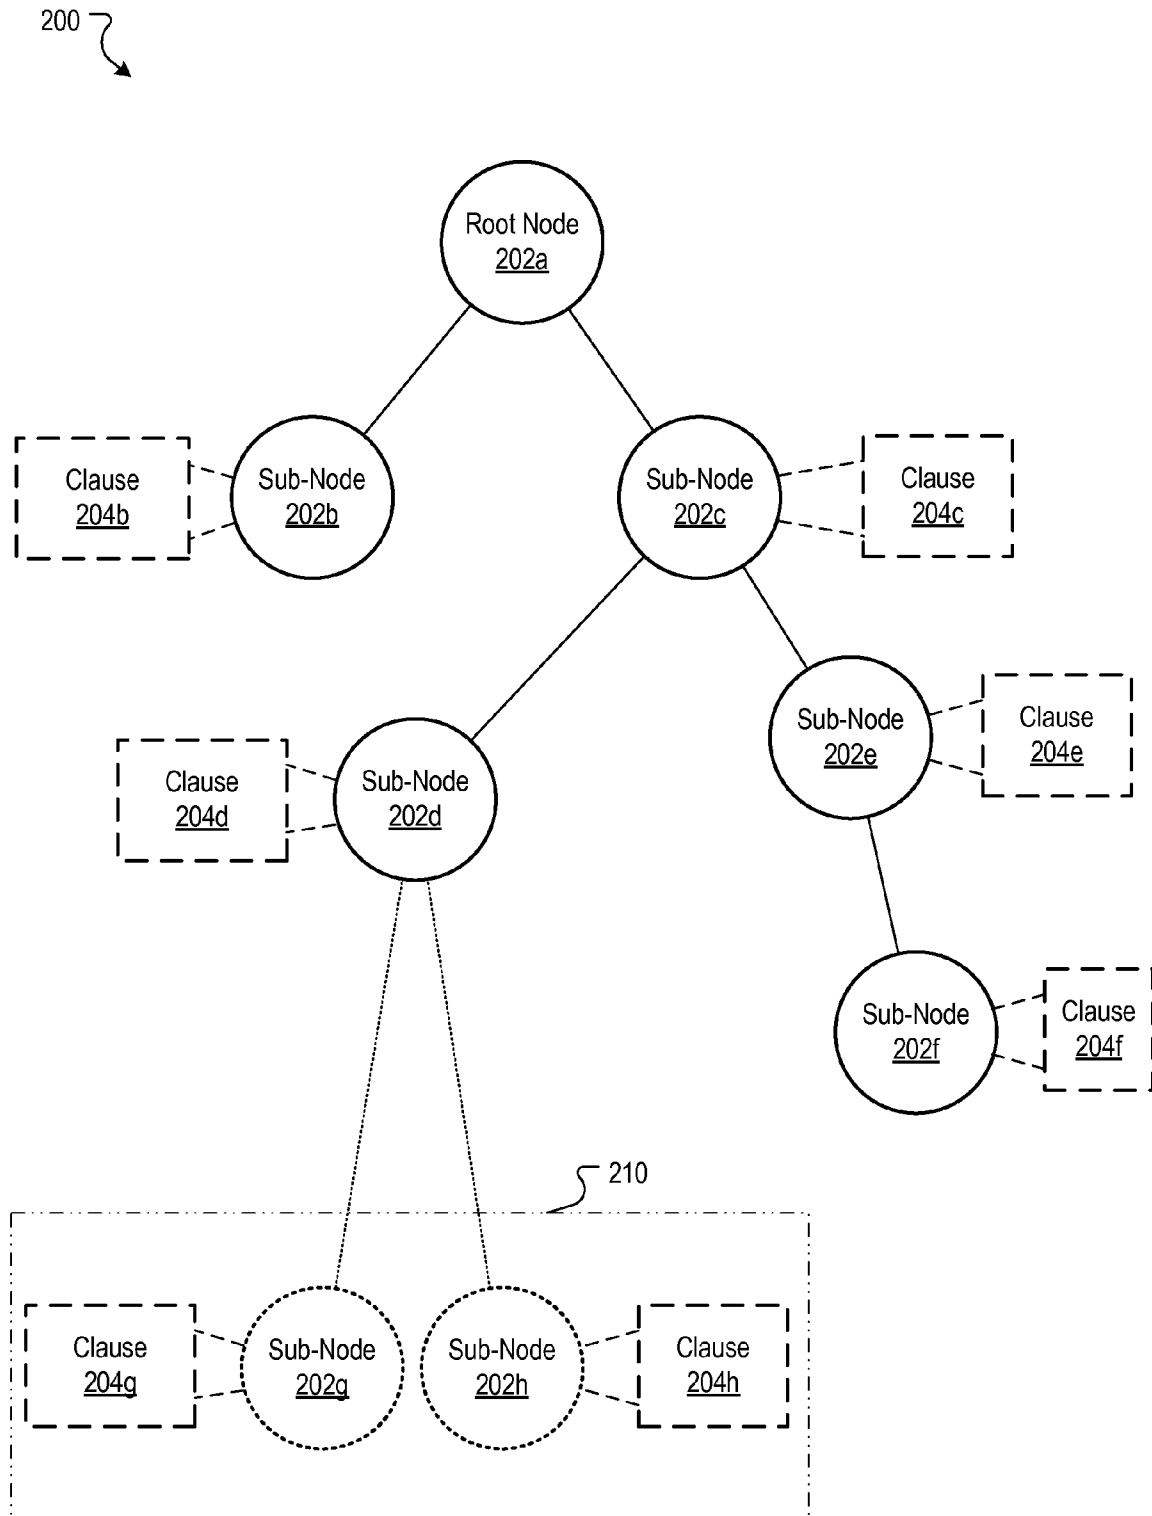 200
Root Node
202a
Clause
204b
Sub-Node
202b
Sub-Node
202c
Clause
204c
Clause
204d
Sub-Node
202d
Sub-Node
202e
Clause
204e
Sub-Node
202f
Clause
204f
210
Clause
204g
Sub-Node
202g
Sub-Node
202h
Clause
204h